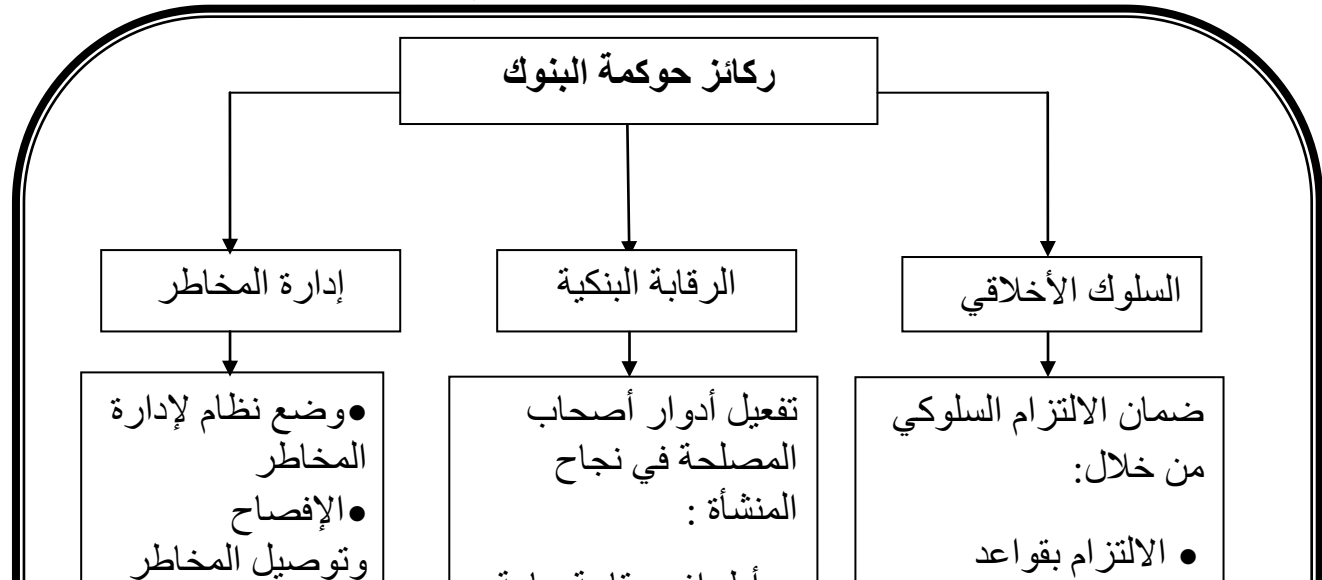 ركائز حوكمة البنوك
السلوك الأخلاقي
الرقابة البنكية
إدارة المخاطر
ضمان الالتزام السلوكي
من خلال:
● الالتزام بقواعد
تفعيل أدوار أصحاب
المصلحة في نجاح
المنشأة :
●وضع نظام لإدارة
المخاطر
●الإفصاح
وتوصيل المخاطر